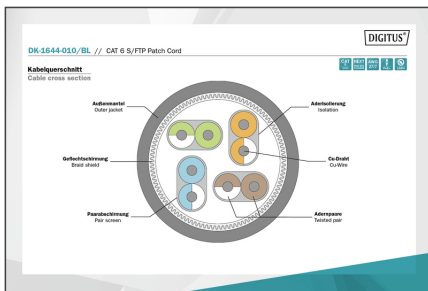 DIGITUS®
DK-1644-010/BL // CAT 6 S/FTP Patch Cord
Kabelquerschnitt
Cable cross section
Außenmantel
Outer jacket
Aderisolierung
Isolation
Geflechtschirmung
Braid shield
Cu-Draht
Cu-Wire
Paarabschirmung
Pair screen
Adernpaare
Twisted pair